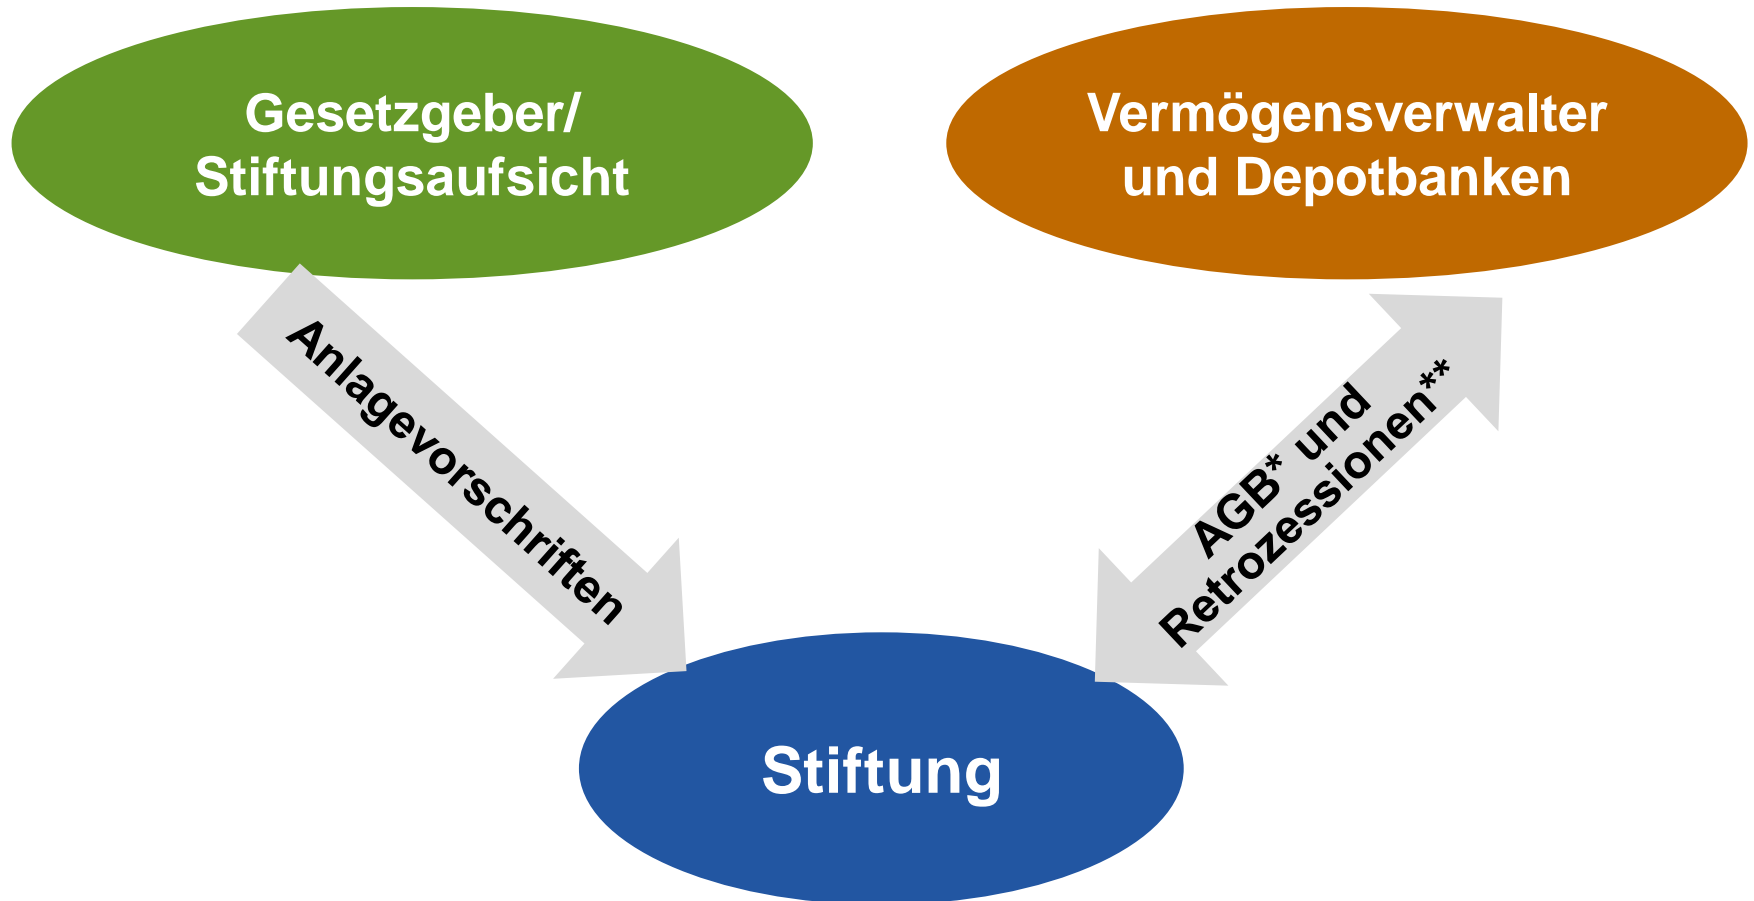 Gesetzgeber/
Stiftungsaufsicht
Vermögensverwalter
und Depotbanken
Anlagevorschriften
AGB* und
Retrozessionen**
Stiftung